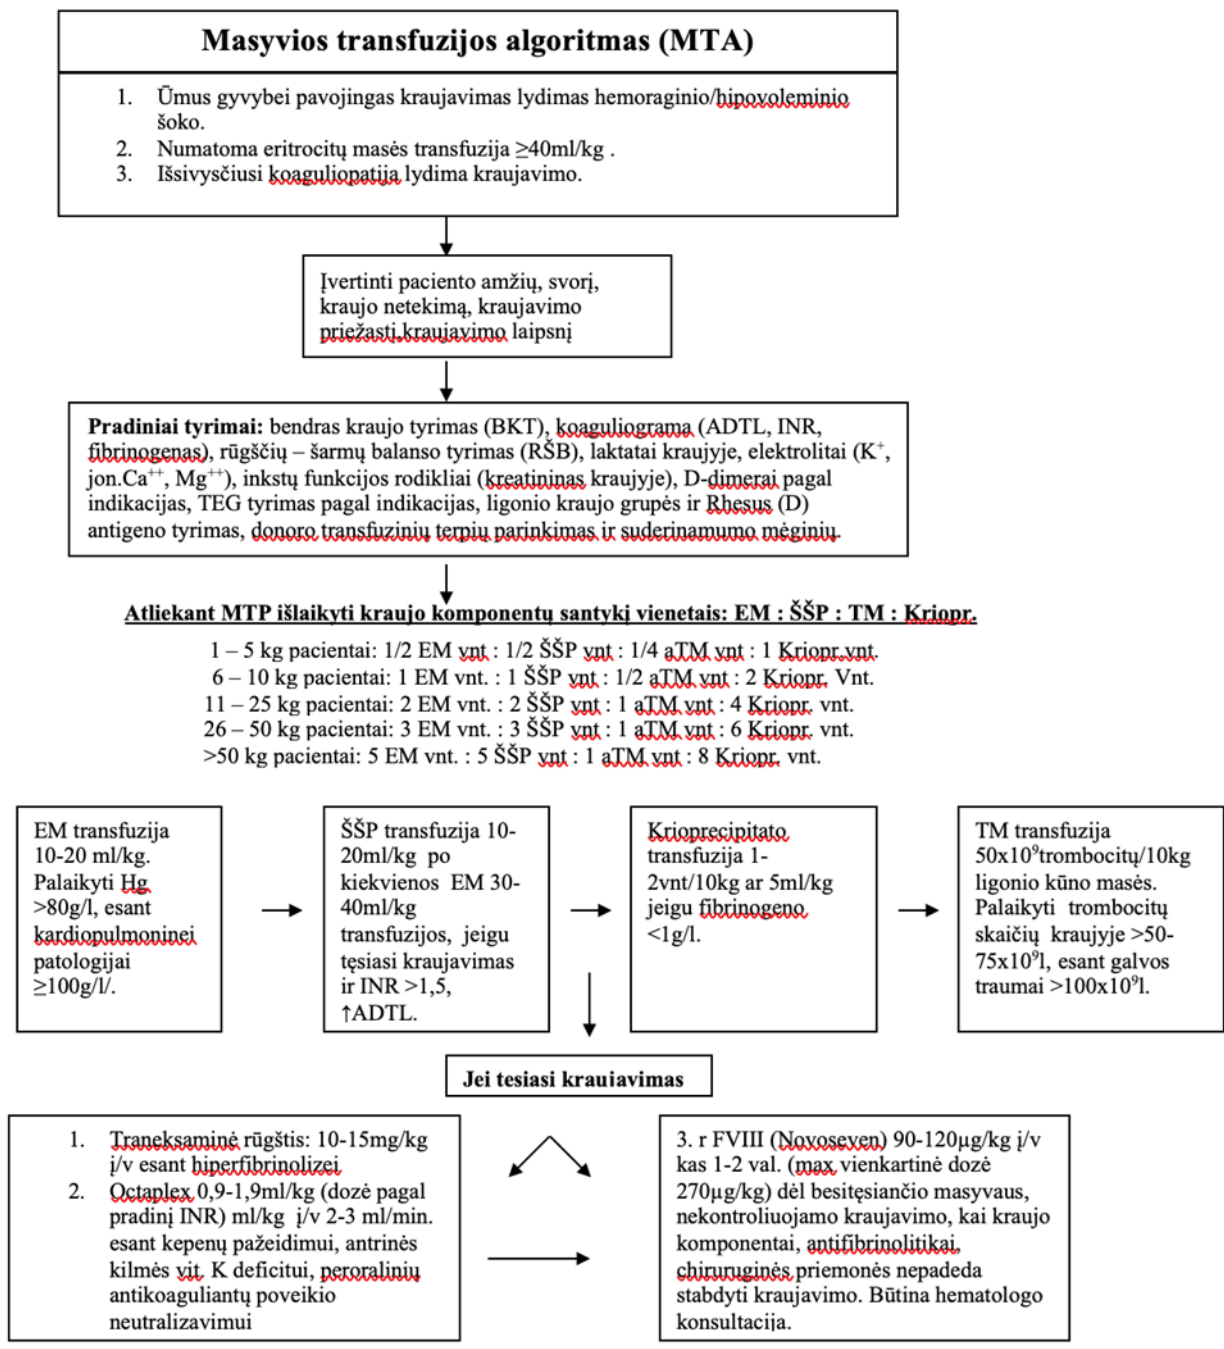 Masyvios transfuzijos algoritmas (MTA)
1. Ūmus gyvybei pavojingas kraujavimas lydimas hemoraginio/hipovoleminio
šoko.
2. Numatoma eritrocitų masės transfuzija ≥40ml/kg .
3. Išsivysčiusi koaguliopatija lydima kraujavimo.
Įvertinti paciento amžių, svorį,
kraujo netekimą, kraujavimo
priežastį,kraujavimo laipsnį
Pradiniai tyrimai: bendras kraujo tyrimas (BKT), koaguliograma (ADTL, INR,
fibrinogenas), rūgščių – šarmų balanso tyrimas (RŠB), laktatai kraujyje, elektrolitai (K⁺,
jon.Ca⁺⁺, Mg⁺⁺), inkstų funkcijos rodikliai (kreatininas kraujyje), D-dimerai pagal
indikacijas, TEG tyrimas pagal indikacijas, ligonio kraujo grupės ir Rhesus (D)
antigeno tyrimas, donoro transfuzinių terpių parinkimas ir suderinamumo mėginių.
Atliekant MTP išlaikyti kraujo komponentų santykį vienetais: EM : ŠŠP : TM : Kriopr.
1 – 5 kg pacientai: 1/2 EM vnt : 1/2 ŠŠP vnt : 1/4 aTM vnt : 1 Kriopr.vnt.
6 – 10 kg pacientai: 1 EM vnt. : 1 ŠŠP vnt : 1/2 aTM vnt : 2 Kriopr. Vnt.
11 – 25 kg pacientai: 2 EM vnt. : 2 ŠŠP vnt : 1 aTM vnt : 4 Kriopr. vnt.
26 – 50 kg pacientai: 3 EM vnt. : 3 ŠŠP vnt : 1 aTM vnt : 6 Kriopr. vnt.
>50 kg pacientai: 5 EM vnt. : 5 ŠŠP vnt : 1 aTM vnt : 8 Kriopr. vnt.
EM transfuzija
10-20 ml/kg.
Palaikyti Hg
>80g/l, esant
kardiopulmoninei
patologijai
≥100g/l/.
ŠŠP transfuzija 10-
20ml/kg po
kiekvienos EM 30-
40ml/kg
transfuzijos, jeigu
tęsiasi kraujavimas
ir INR >1,5,
↑ADTL.
Krioprecipitato
transfuzija 1-
2vnt/10kg ar 5ml/kg
jeigu fibrinogeno
<1g/l.
TM transfuzija
50x10⁹trombocitų/10kg
ligonio kūno masės.
Palaikyti trombocitų
skaičių kraujyje >50-
75x10⁹l, esant galvos
traumai >100x10⁹l.
Jei tesiasi kraujavimas
1. Traneksaminė rūgštis: 10-15mg/kg
į/v esant hiperfibrinolizei
2. Octaplex 0,9-1,9ml/kg (dozė pagal
pradinį INR) ml/kg į/v 2-3 ml/min.
esant kepenų pažeidimui, antrinės
kilmės vit. K deficitui, peroralinių
antikoaguliantų poveikio
neutralizavimui
3. r FVIII (Novoseven) 90-120µg/kg į/v
kas 1-2 val. (max vienkartinė dozė
270µg/kg) dėl besitęsiančio masyvaus,
nekontroliuojamo kraujavimo, kai kraujo
komponentai, antifibrinolitikai,
chiruruginės priemonės nepadeda
stabdyti kraujavimo. Būtina hematologo
konsultacija.